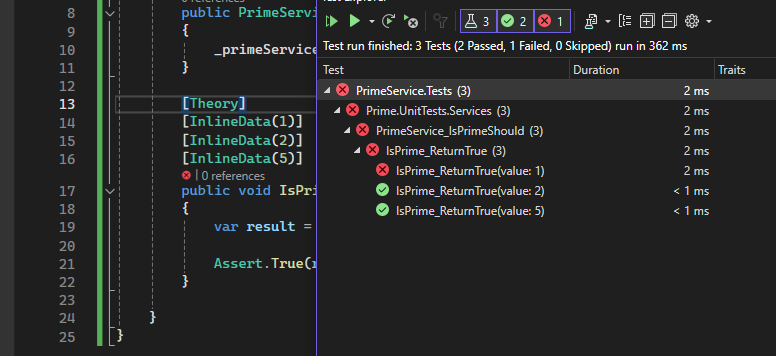 8 public PrimeServi
9 {
10 _primeService
11 }
12
13 [Theory]
14 [InlineData(1)]
15 [InlineData(2)]
16 [InlineData(5)]
| 0 references
17 public void IsPri
18 {
19 var result =
20
21 Assert.True(
22 }
23
24 }
25 }
3 2 1
Test run finished: 3 Tests (2 Passed, 1 Failed, 0 Skipped) run in 362 ms
Test Duration Traits
PrimeService.Tests (3) 2 ms
Prime.UnitTests.Services (3) 2 ms
PrimeService_IsPrimeShould (3) 2 ms
IsPrime_ReturnTrue (3) 2 ms
IsPrime_ReturnTrue(value: 1) 2 ms
IsPrime_ReturnTrue(value: 2) < 1 ms
IsPrime_ReturnTrue(value: 5) < 1 ms